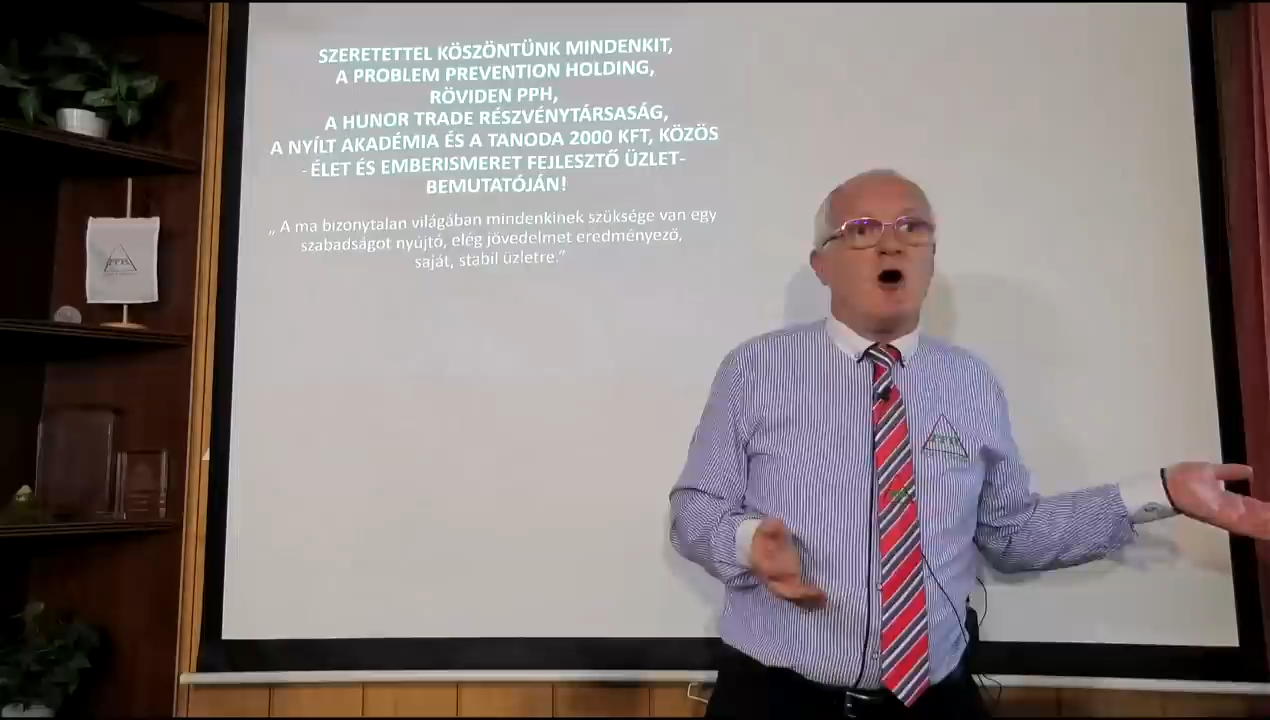 SZERETETTEL KÖSZÖNTÜNK MINDENKIT,
A PROBLEM PREVENTION HOLDING,
RÖVIDEN PPH,
A HUNOR TRADE RÉSZVÉNYTÁRSASÁG,
A NYÍLT AKADÉMIA ÉS A TANODA 2000 KFT, KÖZÖS
- ÉLET ÉS EMBERISMERET FEJLESZTŐ ÜZLET-
BEMUTATÓJÁN!
„ A ma bizonytalan világában mindenkinek szüksége van egy
szabadságot nyújtó, elég jövedelmet eredményező,
saját, stabil üzletre.”